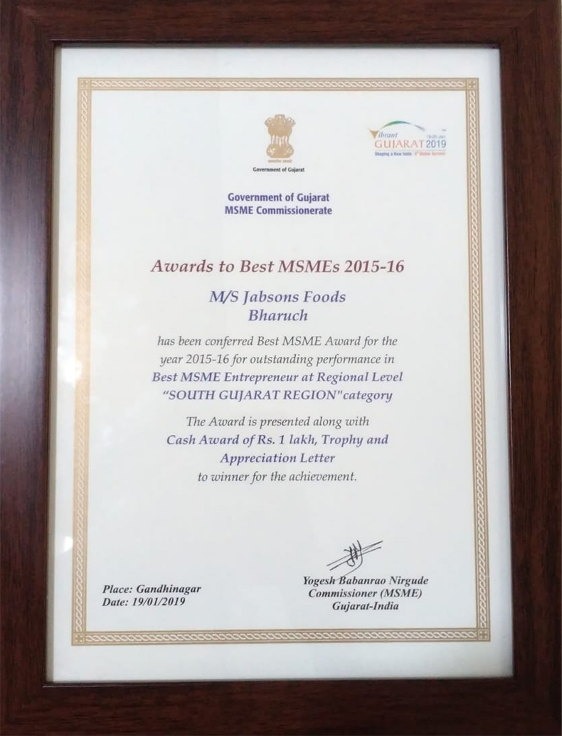 Government of Gujarat
Vibrant
GUJARAT 2019
Government of Gujarat
MSME Commissionerate
Awards to Best MSMEs 2015-16
M/S Jabsons Foods
Bharuch
has been conferred Best MSME Award for the
year 2015-16 for outstanding performance in
Best MSME Entrepreneur at Regional Level
“SOUTH GUJARAT REGION"category
The Award is presented along with
Cash Award of Rs. 1 lakh, Trophy and
Appreciation Letter
to winner for the achievement.
Place: Gandhinagar
Date: 19/01/2019
Yogesh Babanrao Nirgude
Commissioner (MSME)
Gujarat-India